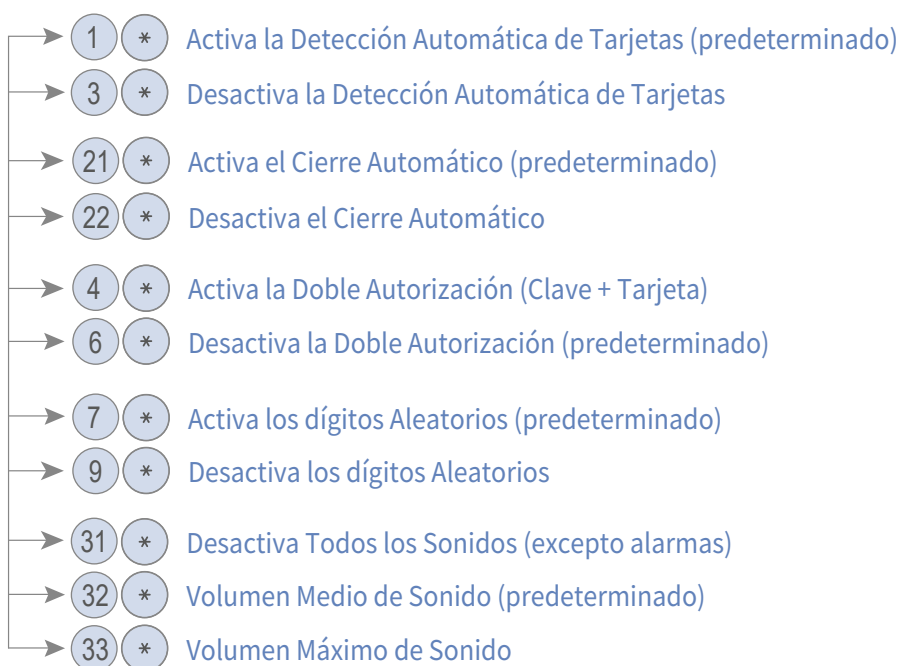 1 * Activa la Detección Automática de Tarjetas (predeterminado)
3 * Desactiva la Detección Automática de Tarjetas
21 * Activa el Cierre Automático (predeterminado)
22 * Desactiva el Cierre Automático
4 * Activa la Doble Autorización (Clave + Tarjeta)
6 * Desactiva la Doble Autorización (predeterminado)
7 * Activa los dígitos Aleatorios (predeterminado)
9 * Desactiva los dígitos Aleatorios
31 * Desactiva Todos los Sonidos (excepto alarmas)
32 * Volumen Medio de Sonido (predeterminado)
33 * Volumen Máximo de Sonido